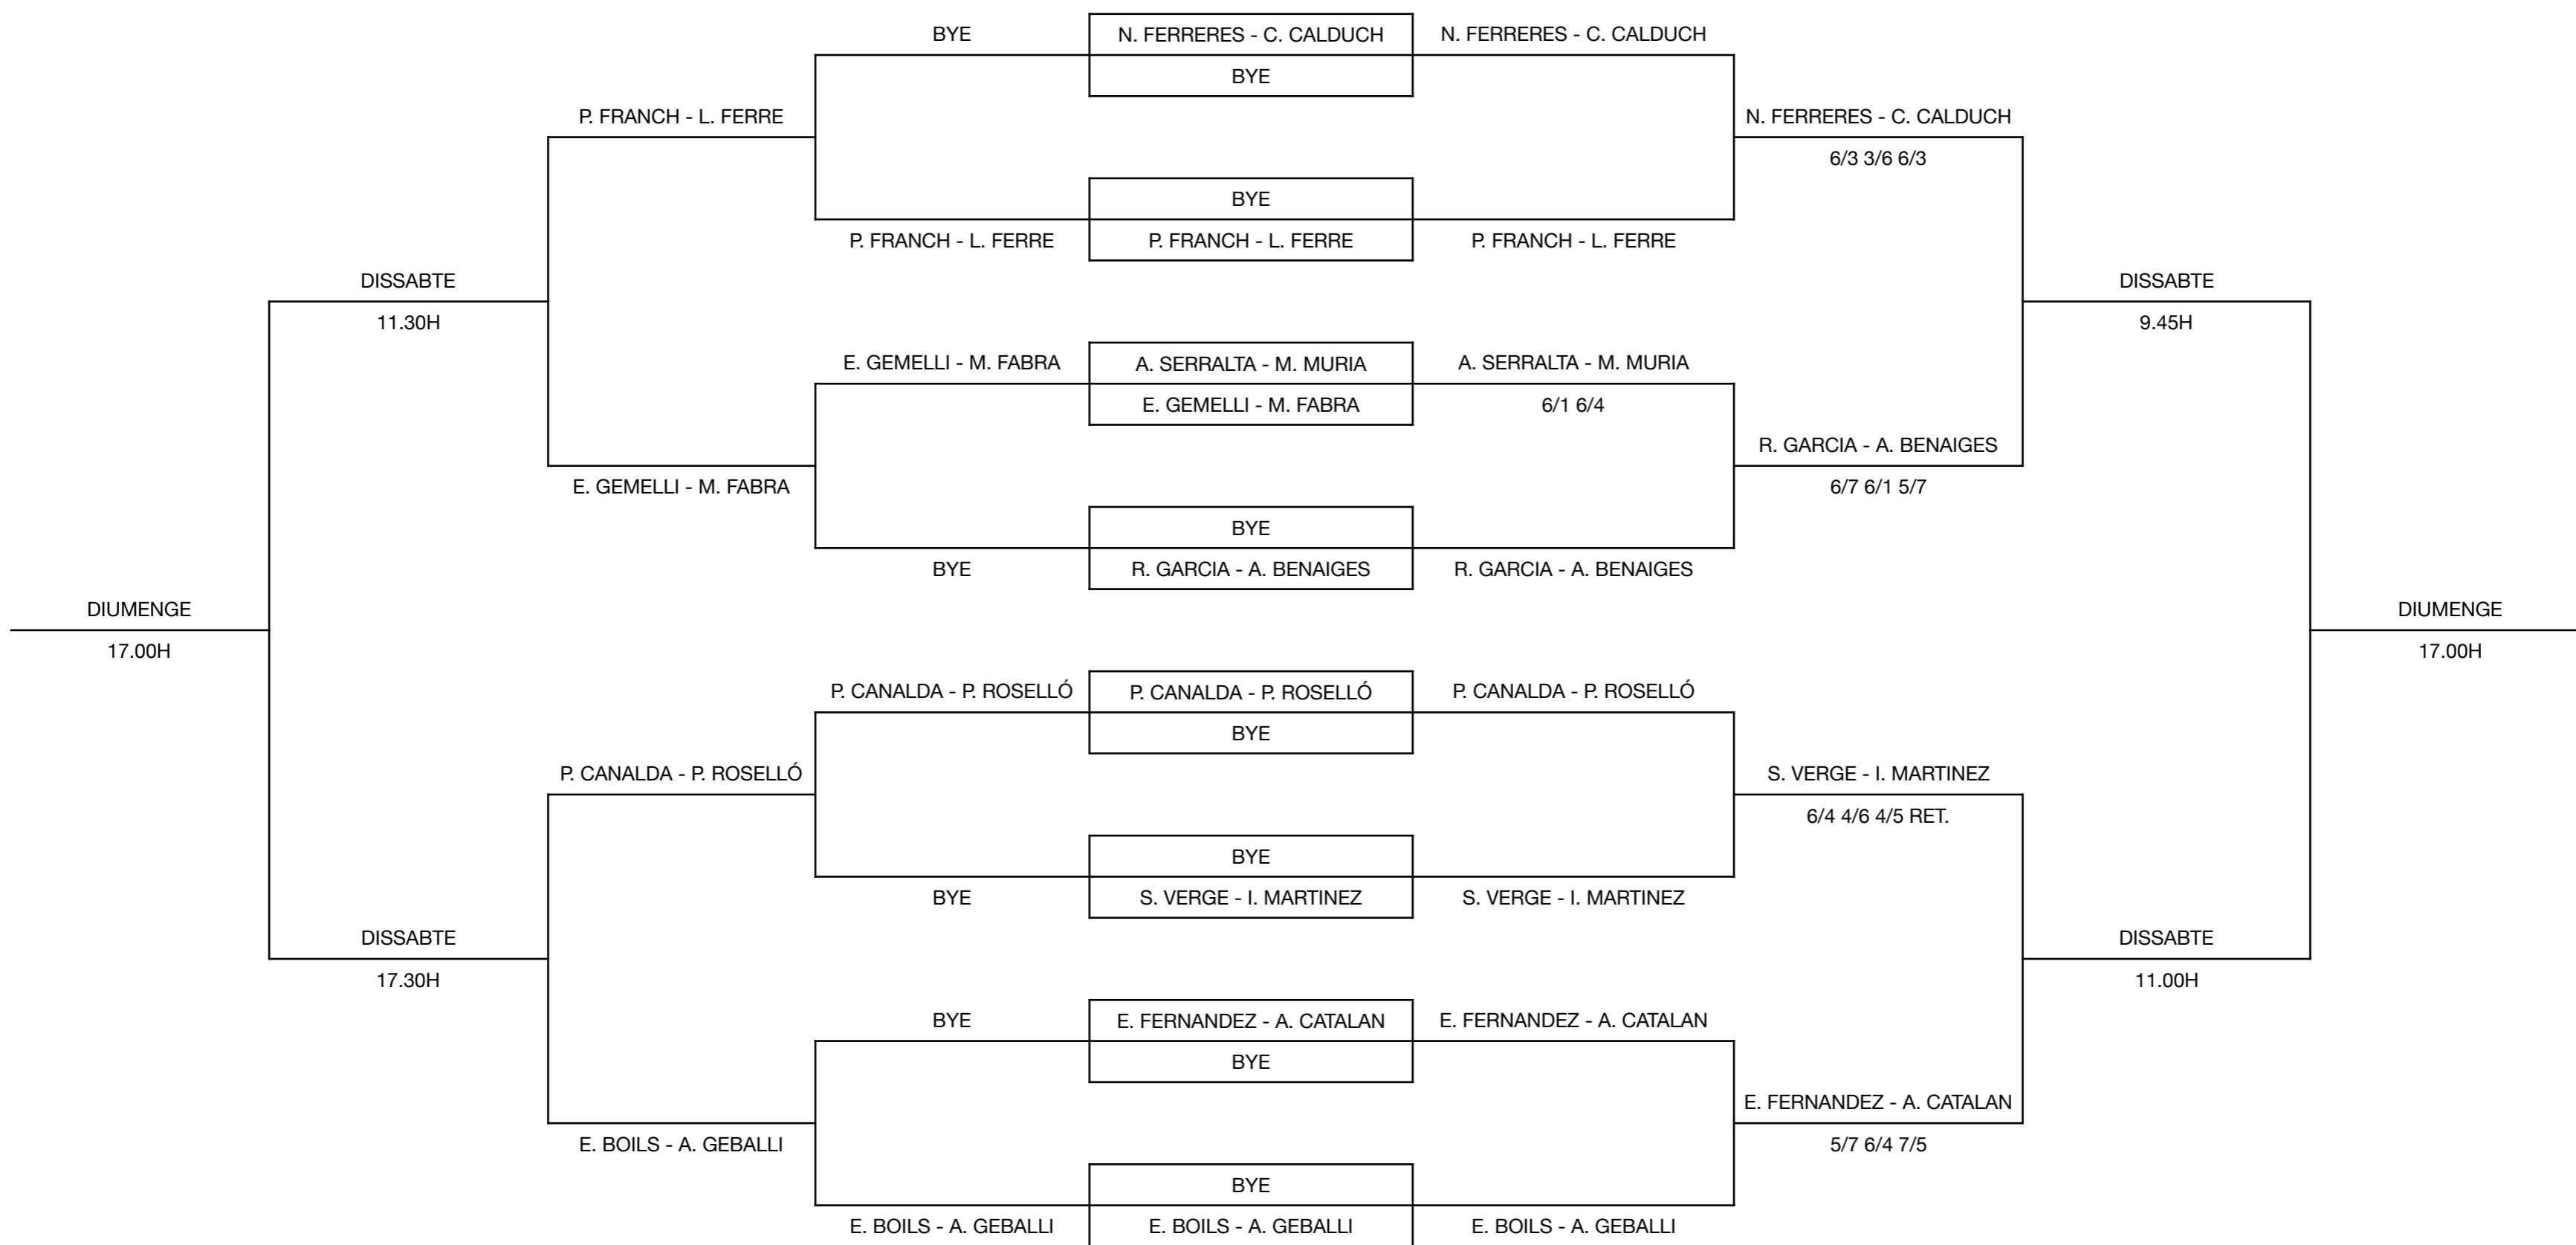 BYE N. FERRERES - C. CALDUCH N. FERRERES - C. CALDUCH
BYE
P. FRANCH - L. FERRE N. FERRERES - C. CALDUCH
6/3 3/6 6/3
BYE
P. FRANCH - L. FERRE P. FRANCH - L. FERRE P. FRANCH - L. FERRE
DISSABTE DISSABTE
11.30H 9.45H
E. GEMELLI - M. FABRA A. SERRALTA - M. MURIA A. SERRALTA - M. MURIA
E. GEMELLI - M. FABRA 6/1 6/4
R. GARCIA - A. BENAIGES
E. GEMELLI - M. FABRA 6/7 6/1 5/7
BYE
BYE R. GARCIA - A. BENAIGES R. GARCIA - A. BENAIGES
DIUMENGE DIUMENGE
17.00H 17.00H
P. CANALDA - P. ROSELLÓ P. CANALDA - P. ROSELLÓ P. CANALDA - P. ROSELLÓ
BYE
P. CANALDA - P. ROSELLÓ S. VERGE - I. MARTINEZ
6/4 4/6 4/5 RET.
BYE
BYE S. VERGE - I. MARTINEZ S. VERGE - I. MARTINEZ
DISSABTE DISSABTE
17.30H 11.00H
BYE E. FERNANDEZ - A. CATALAN E. FERNANDEZ - A. CATALAN
BYE
E. FERNANDEZ - A. CATALAN
E. BOILS - A. GEBALLI 5/7 6/4 7/5
BYE
E. BOILS - A. GEBALLI E. BOILS - A. GEBALLI E. BOILS - A. GEBALLI